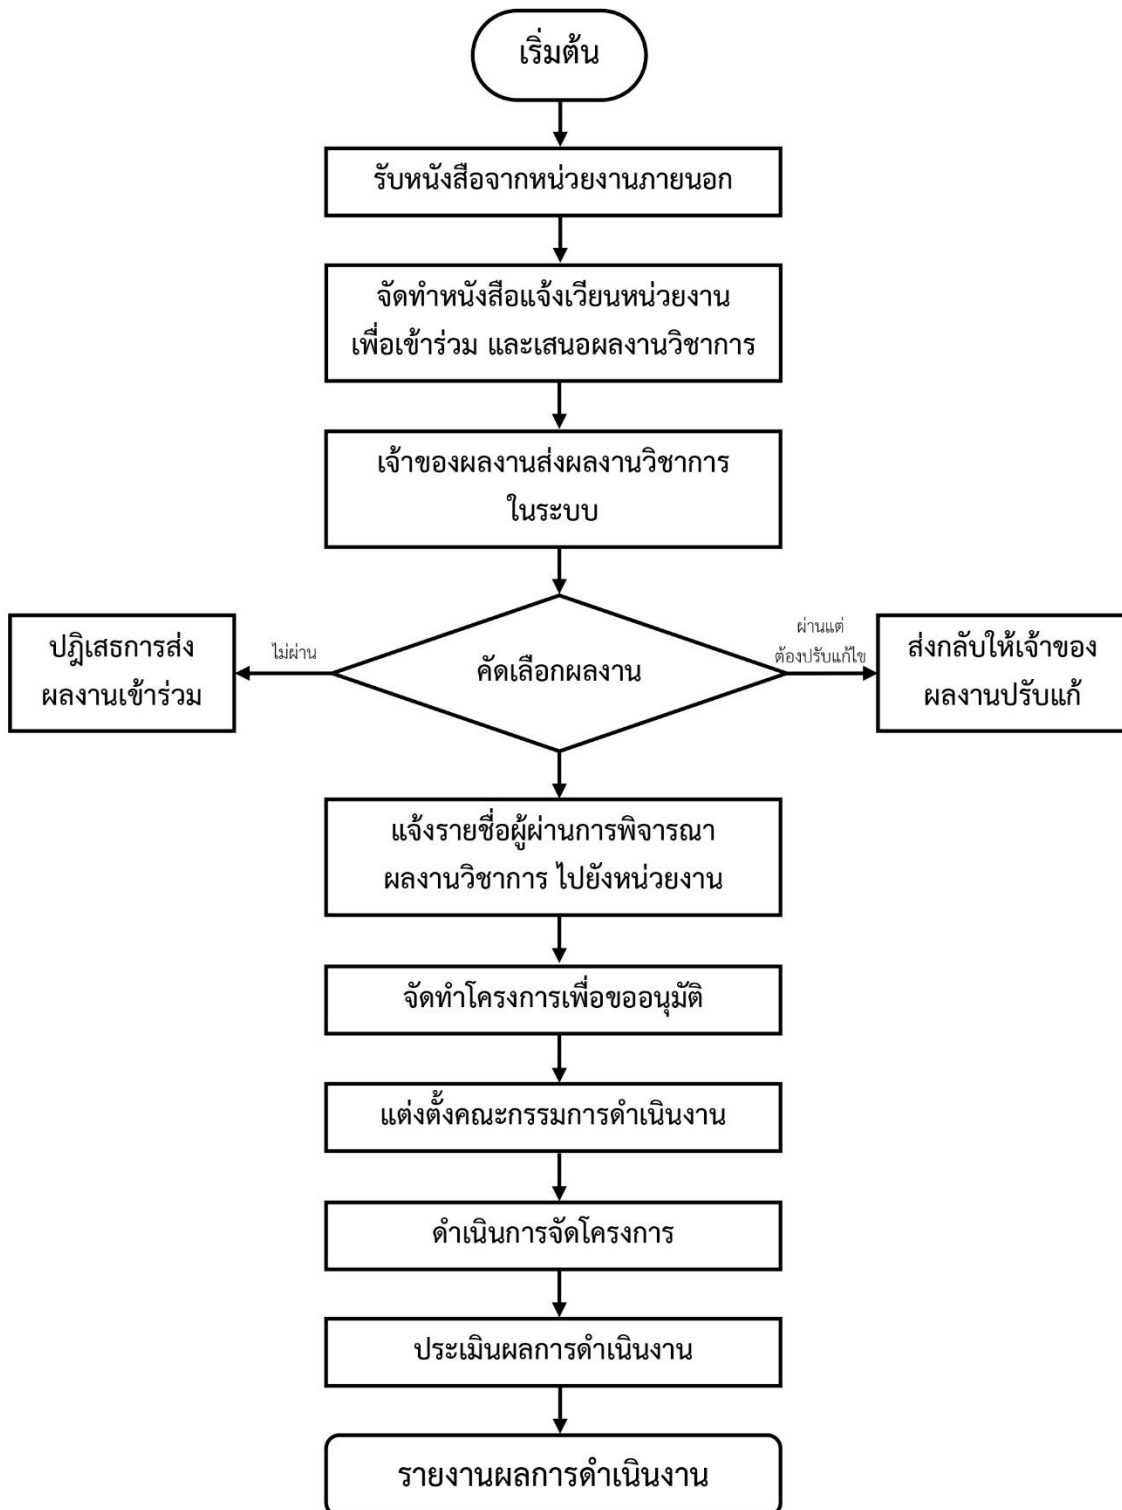 เริ่มต้น
รับหนังสือจากหน่วยงานภายนอก
จัดทำหนังสือแจ้งเวียนหน่วยงาน
เพื่อเข้าร่วม และเสนอผลงานวิชาการ
เจ้าของผลงานส่งผลงานวิชาการ
ในระบบ
ปฎิเสธการส่ง
ผลงานเข้าร่วม
ไม่ผ่าน
คัดเลือกผลงาน
ผ่านแต่
ต้องปรับแก้ไข
ส่งกลับให้เจ้าของ
ผลงานปรับแก้
แจ้งรายชื่อผู้ผ่านการพิจารณา
ผลงานวิชาการ ไปยังหน่วยงาน
จัดทำโครงการเพื่อขออนุมัติ
แต่งตั้งคณะกรรมการดำเนินงาน
ดำเนินการจัดโครงการ
ประเมินผลการดำเนินงาน
รายงานผลการดำเนินงาน